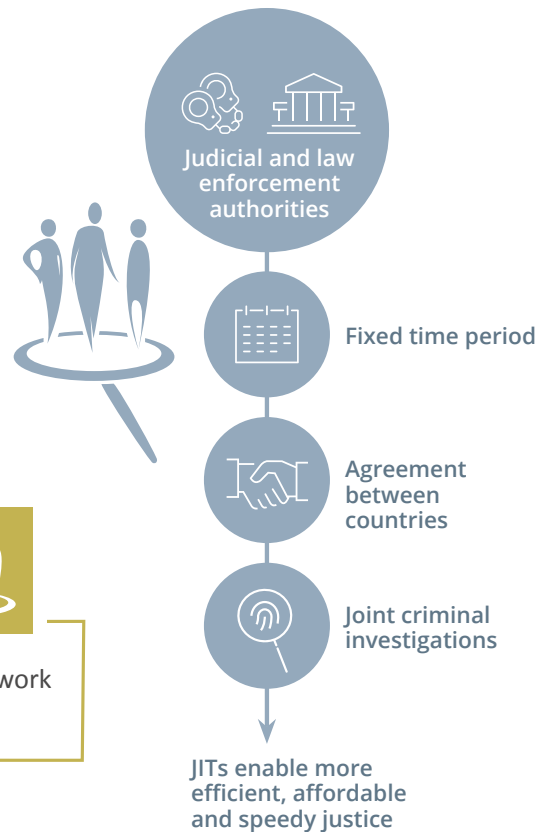 Judicial and law
enforcement
authorities
Fixed time period
Agreement
between
countries
Joint criminal
investigations
work
JITs enable more
efficient, affordable
and speedy justice